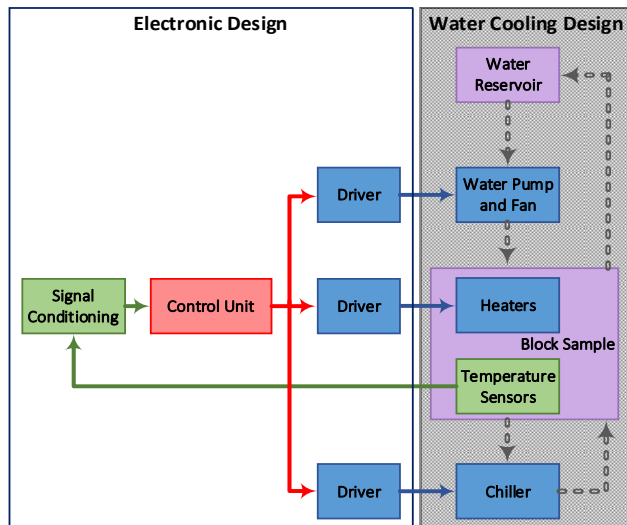 Electronic Design
Water Cooling Design
Water
Reservoir
Driver
Water Pump
and Fan
Signal
Conditioning
Control Unit
Driver
Heaters
Block Sample
Temperature
Sensors
Driver
Chiller